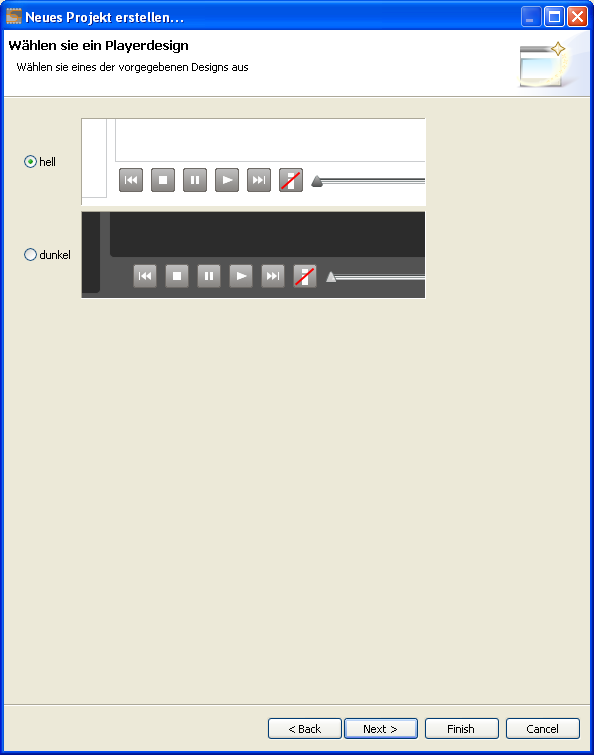 Neues Projekt erstellen...
Wählen sie ein Playerdesign
Wählen sie eines der vorgegebenen Designs aus
hell
dunkel
< Back
Next >
Finish
Cancel